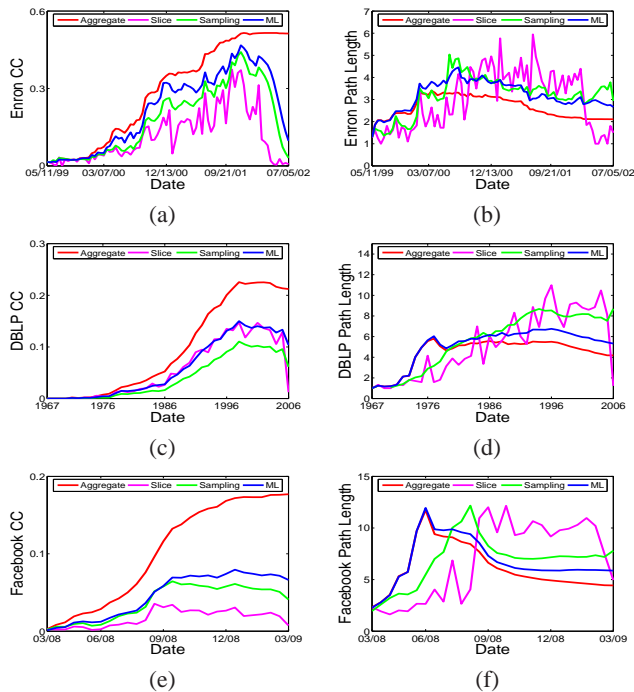 Aggregate Slice Sampling ML
Enron CC
0.6
0.3
0
05/11/99 03/07/00 12/13/00 09/21/01 07/05/02
Date
(a)
Aggregate Slice Sampling ML
Enron Path Length
7
6
5
4
3
2
1
0
05/11/99 03/07/00 12/13/00 09/21/01 07/05/02
Date
(b)
Aggregate Slice Sampling ML
DBLP CC
0.3
0.2
0.1
0
1967 1976 1986 1996 2006
Date
(c)
Aggregate Slice Sampling ML
DBLP Path Length
14
12
10
8
6
4
2
0
1967 1976 1986 1996 2006
Date
(d)
Aggregate Slice Sampling ML
Facebook CC
0.2
0.1
0
03/08 06/08 09/08 12/08 03/09
Date
(e)
Aggregate Slice Sampling ML
Facebook Path Length
15
10
5
0
03/08 06/08 09/08 12/08 03/09
Date
(f)